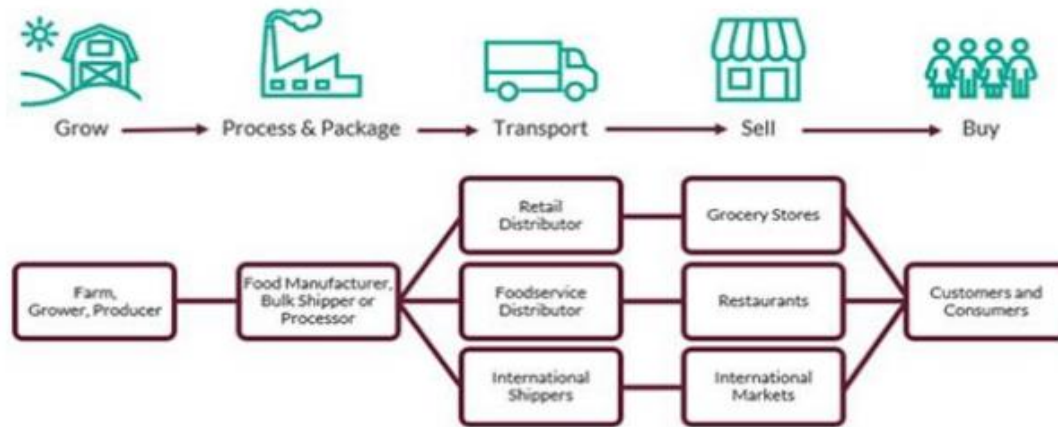 Grow
Process & Package
Transport
Sell
Buy
Retail
Distributor
Grocery Stores
Farm,
Grower, Producer
Food Manufacturer,
Bulk Shipper or
Processor
Foodservice
Distributor
Restaurants
Customers and
Consumers
International
Shippers
International
Markets